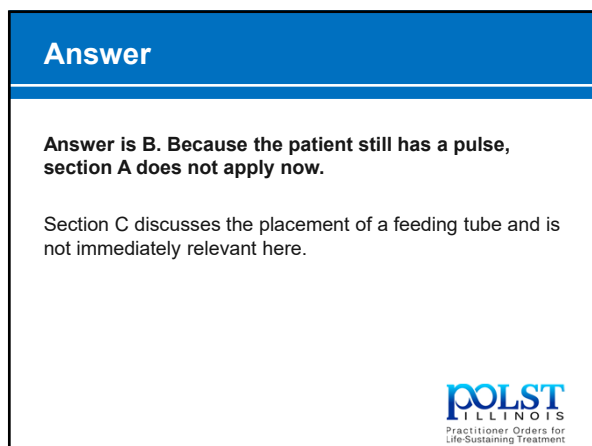 Answer
Answer is B. Because the patient still has a pulse,
section A does not apply now.
Section C discusses the placement of a feeding tube and is
not immediately relevant here.
POLST
ILLINOIS
Practitioner Orders for
Life-Sustaining Treatment